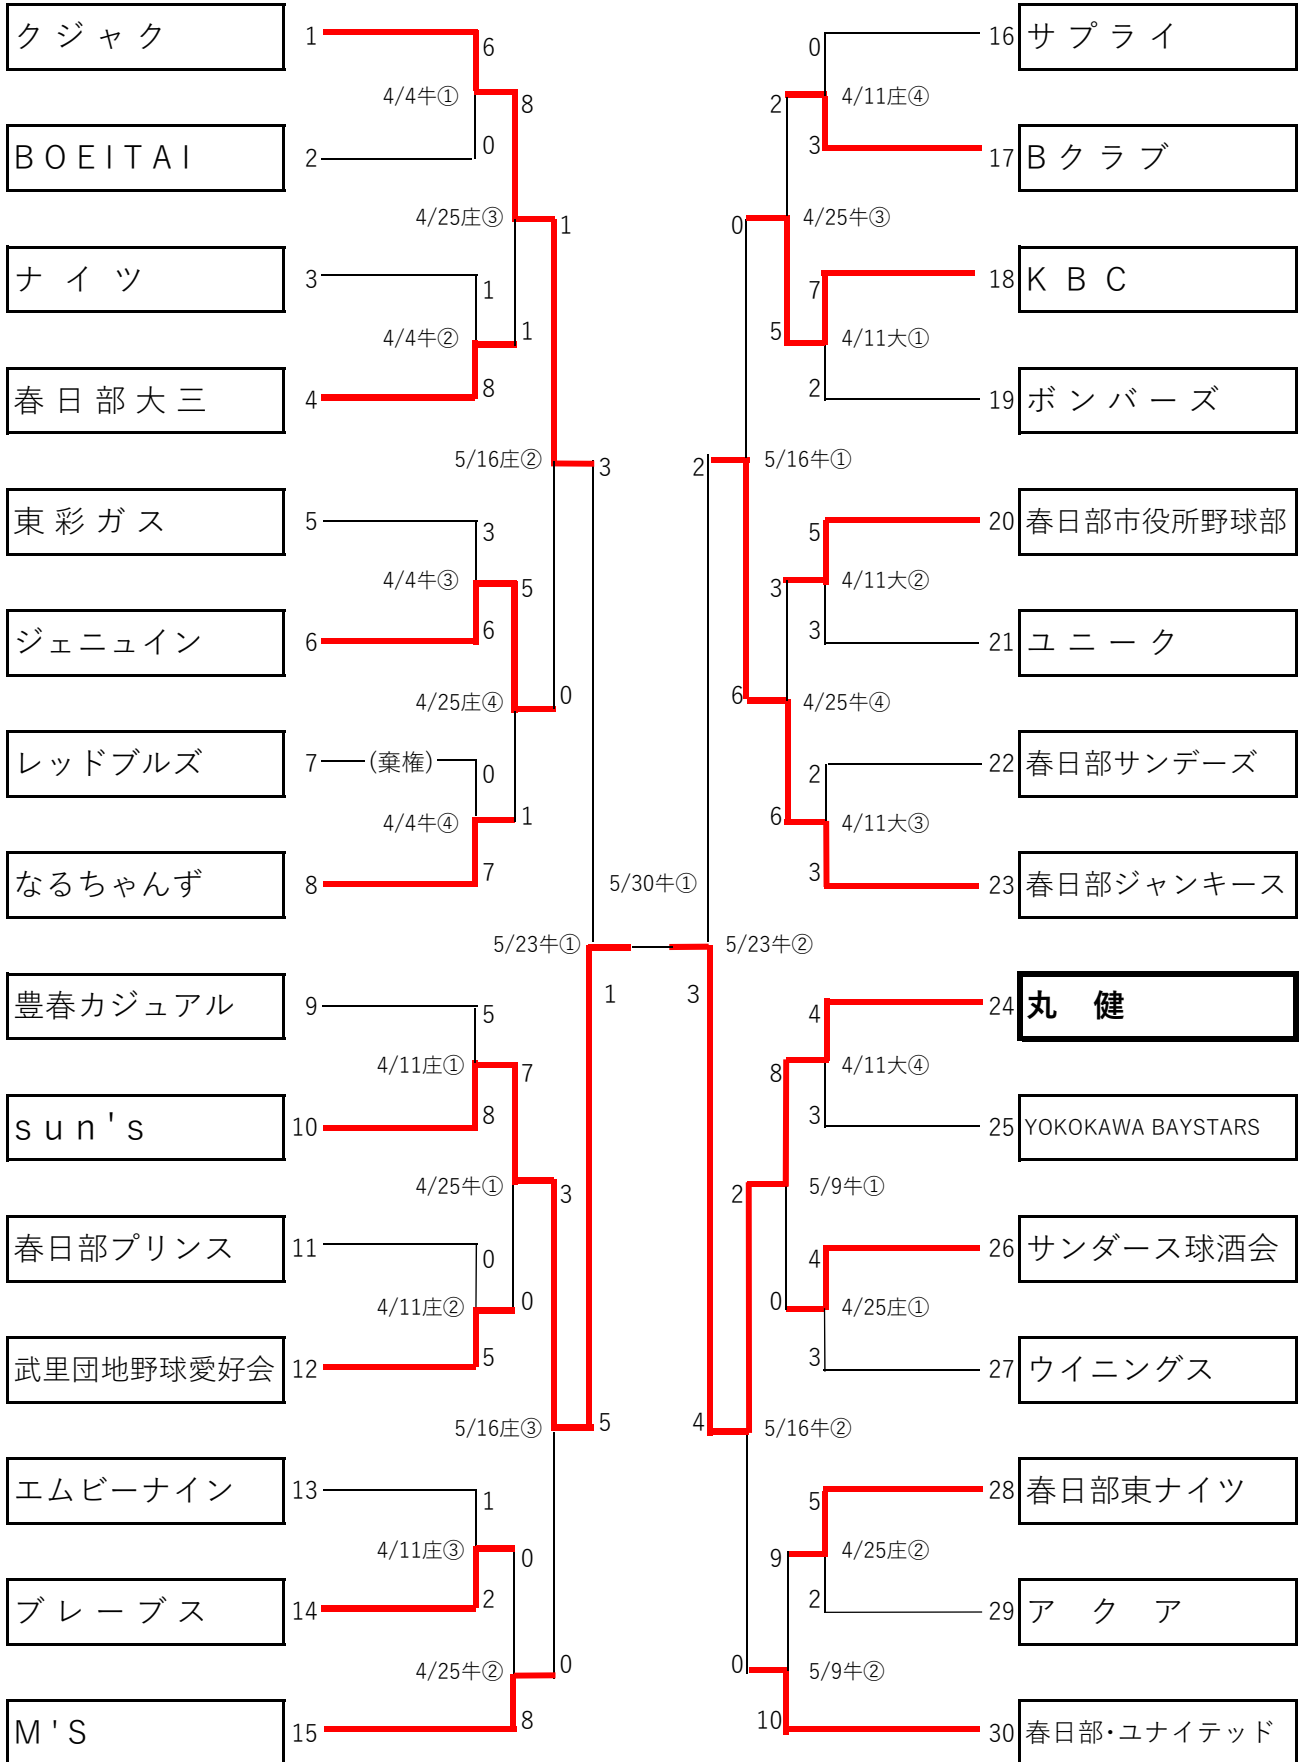 クジャク 1 6
4/4牛① 8
BOEITAI 2 0
4/25庄③ 1
ナイツ 3 1
4/4牛② 1
春日部大三 4 8
5/16庄② 3
東彩ガス 5 3
4/4牛③ 5
ジェニュイン 6 6
4/25庄④ 0
レッドブルズ 7 (棄権) 0
4/4牛④ 1
なるちゃんず 8 7
5/23牛① 1
豊春カジュアル 9 5
4/11庄① 7
sun's 10 8
4/25牛① 3
春日部プリンス 11 0
4/11庄② 0
武里団地野球愛好会 12 5
5/16庄③ 5
エムビーナイン 13 1
4/11庄③ 0
ブレーブス 14 2
4/25牛② 0
M'S 15 8
5/30牛①
0 16 サプライ
2 4/11庄④
3 17 Bクラブ
0 4/25牛③
7 18 KBC
5 4/11大①
2 19 ボンバーズ
2 5/16牛①
5 20 春日部市役所野球部
3 4/11大②
3 21 ユニーク
6 4/25牛④
2 22 春日部サンデーズ
6 4/11大③
3 23 春日部ジャンキース
3 5/23牛②
4 24 丸 健
8 4/11大④
3 25 YOKOKAWA BAYSTARS
2 5/9牛①
4 26 サンダース球酒会
0 4/25庄①
3 27 ウイニングス
4 5/16牛②
5 28 春日部東ナイツ
9 4/25庄②
2 29 アクア
0 5/9牛②
10 30 春日部・ユナイテッド